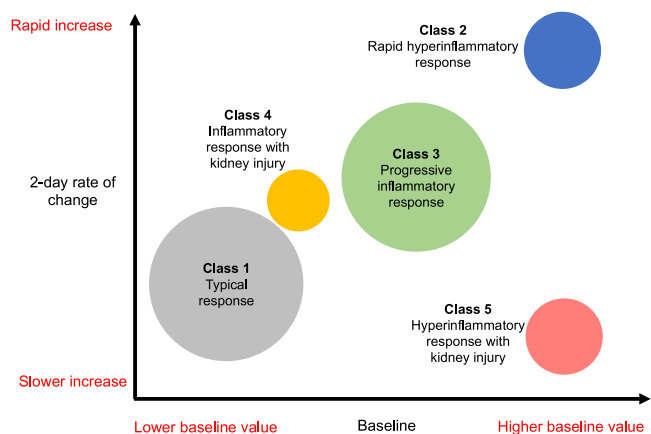 Rapid increase
Class 2
Rapid hyperinflammatory
response
Class 4
Inflammatory
response with
kidney injury
Class 3
Progressive
inflammatory
response
2-day rate of
change
Class 1
Typical
response
Class 5
Hyperinflammatory
response with
kidney injury
Slower increase
Lower baseline value
Baseline
Higher baseline value